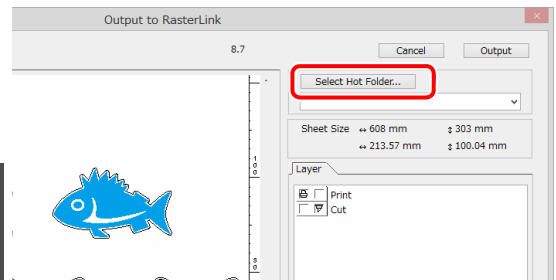 Output to RasterLink
8.7
Cancel
Output
Select Hot Folder...
Sheet Size ⇔ 608 mm ⇕ 303 mm
⇔ 213.57 mm ⇕ 100.04 mm
Layer
Print
Cut